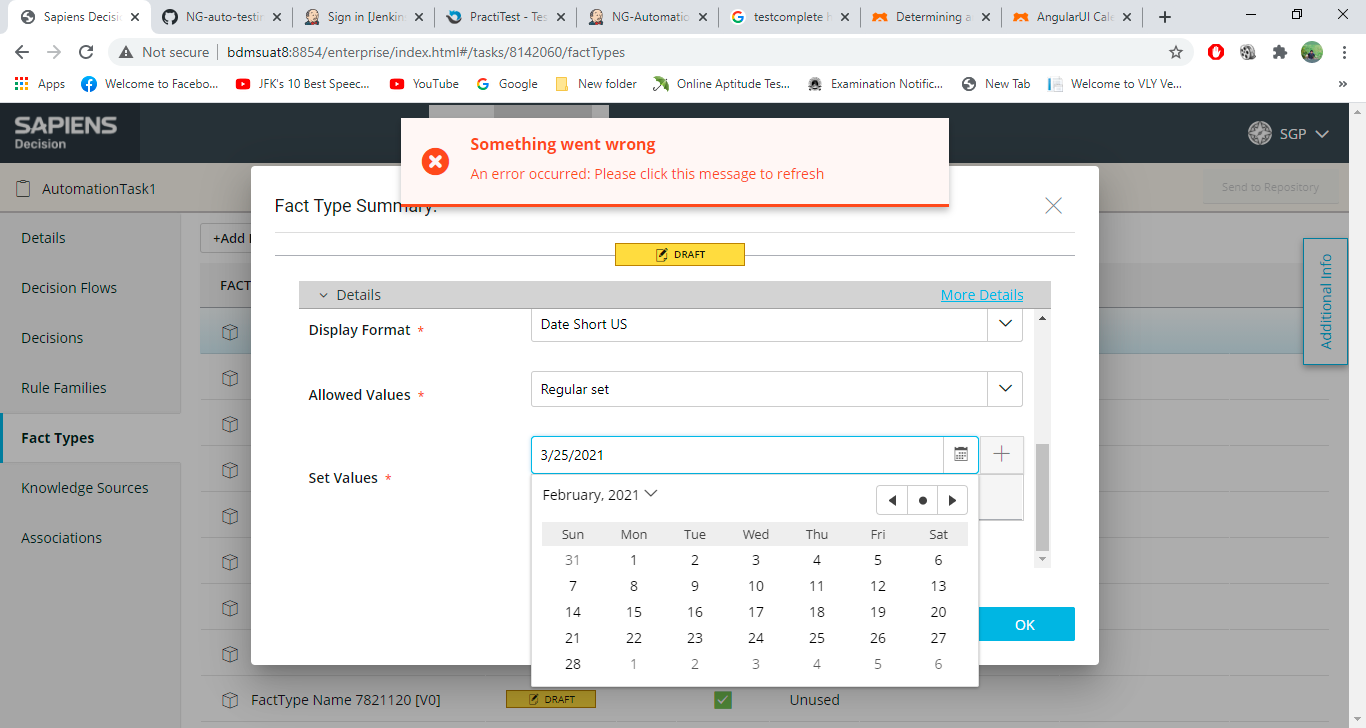 Sapiens Decisi
NG-auto-testin
Sign in [Jenkin
PractiTest - Tes
NG-Automatio
testcomplete h
Determining a
AngularUI Cale
Not secure
bdmsuat8:8854/enterprise/index.html#/tasks/8142060/factTypes
Apps
Welcome to Facebo...
JFK's 10 Best Speec...
YouTube
Google
New folder
Online Aptitude Tes...
Examination Notific...
New Tab
Welcome to VLY Ve...
SAPIENS
Decision
SGP
Something went wrong
An error occurred: Please click this message to refresh
AutomationTask1
Send to Repository
Fact Type Summary:
Details
Decision Flows
Decisions
Rule Families
Fact Types
Knowledge Sources
Associations
+Add
FACT
DRAFT
Details
More Details
Additional Info
Display Format *
Date Short US
Allowed Values *
Regular set
Set Values *
3/25/2021
February, 2021
Sun Mon Tue Wed Thu Fri Sat
31 1 2 3 4 5 6
7 8 9 10 11 12 13
14 15 16 17 18 19 20
21 22 23 24 25 26 27
28 1 2 3 4 5 6
OK
FactType Name 7821120 [V0]
DRAFT
Unused